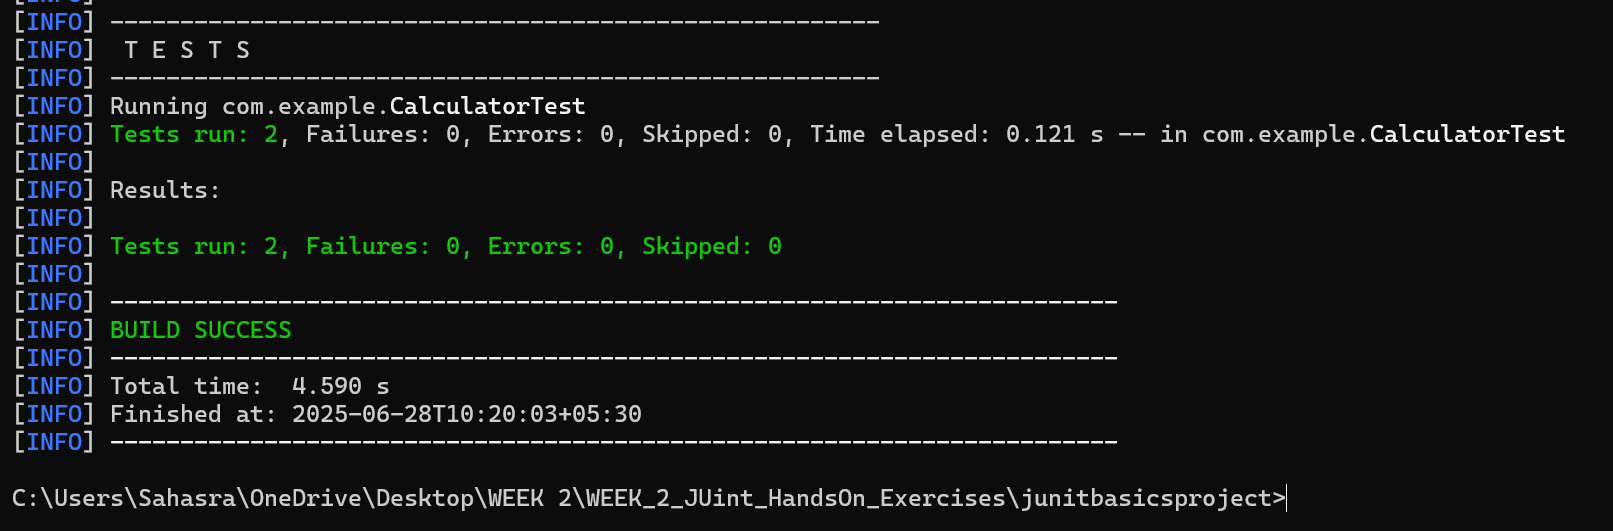 [INFO] -------------------------------------------------------
[INFO]  T E S T S
[INFO] -------------------------------------------------------
[INFO] Running com.example.CalculatorTest
[INFO] Tests run: 2, Failures: 0, Errors: 0, Skipped: 0, Time elapsed: 0.121 s -- in com.example.CalculatorTest
[INFO]
[INFO] Results:
[INFO]
[INFO] Tests run: 2, Failures: 0, Errors: 0, Skipped: 0
[INFO]
[INFO] ------------------------------------------------------------------------
[INFO] BUILD SUCCESS
[INFO] ------------------------------------------------------------------------
[INFO] Total time:  4.590 s
[INFO] Finished at: 2025-06-28T10:20:03+05:30
[INFO] ------------------------------------------------------------------------
C:\Users\Sahasra\OneDrive\Desktop\WEEK 2\WEEK_2_JUint_HandsOn_Exercises\junitbasicsproject>